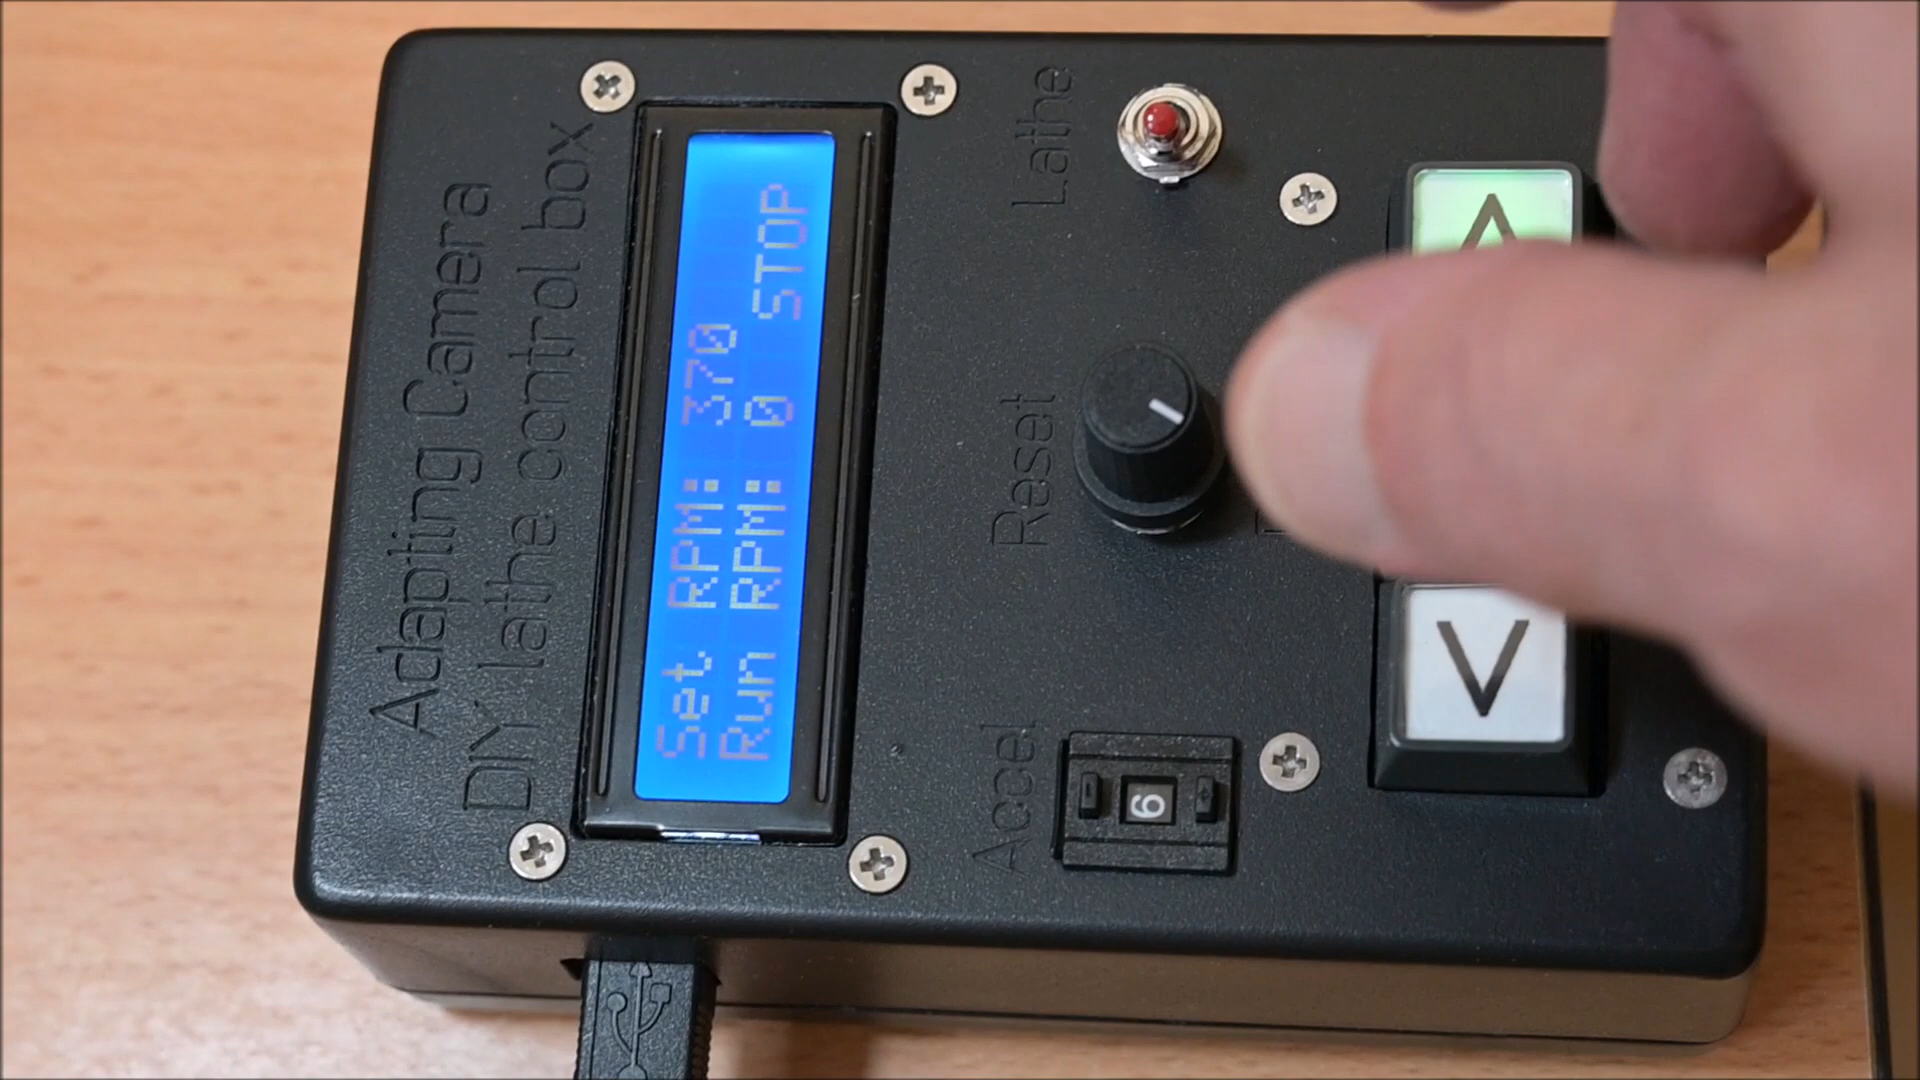 Adapting Camera
DIY lathe control box
Set RPM: 370
Run RPM: 0 STOP
Lathe
Reset
Accel
6